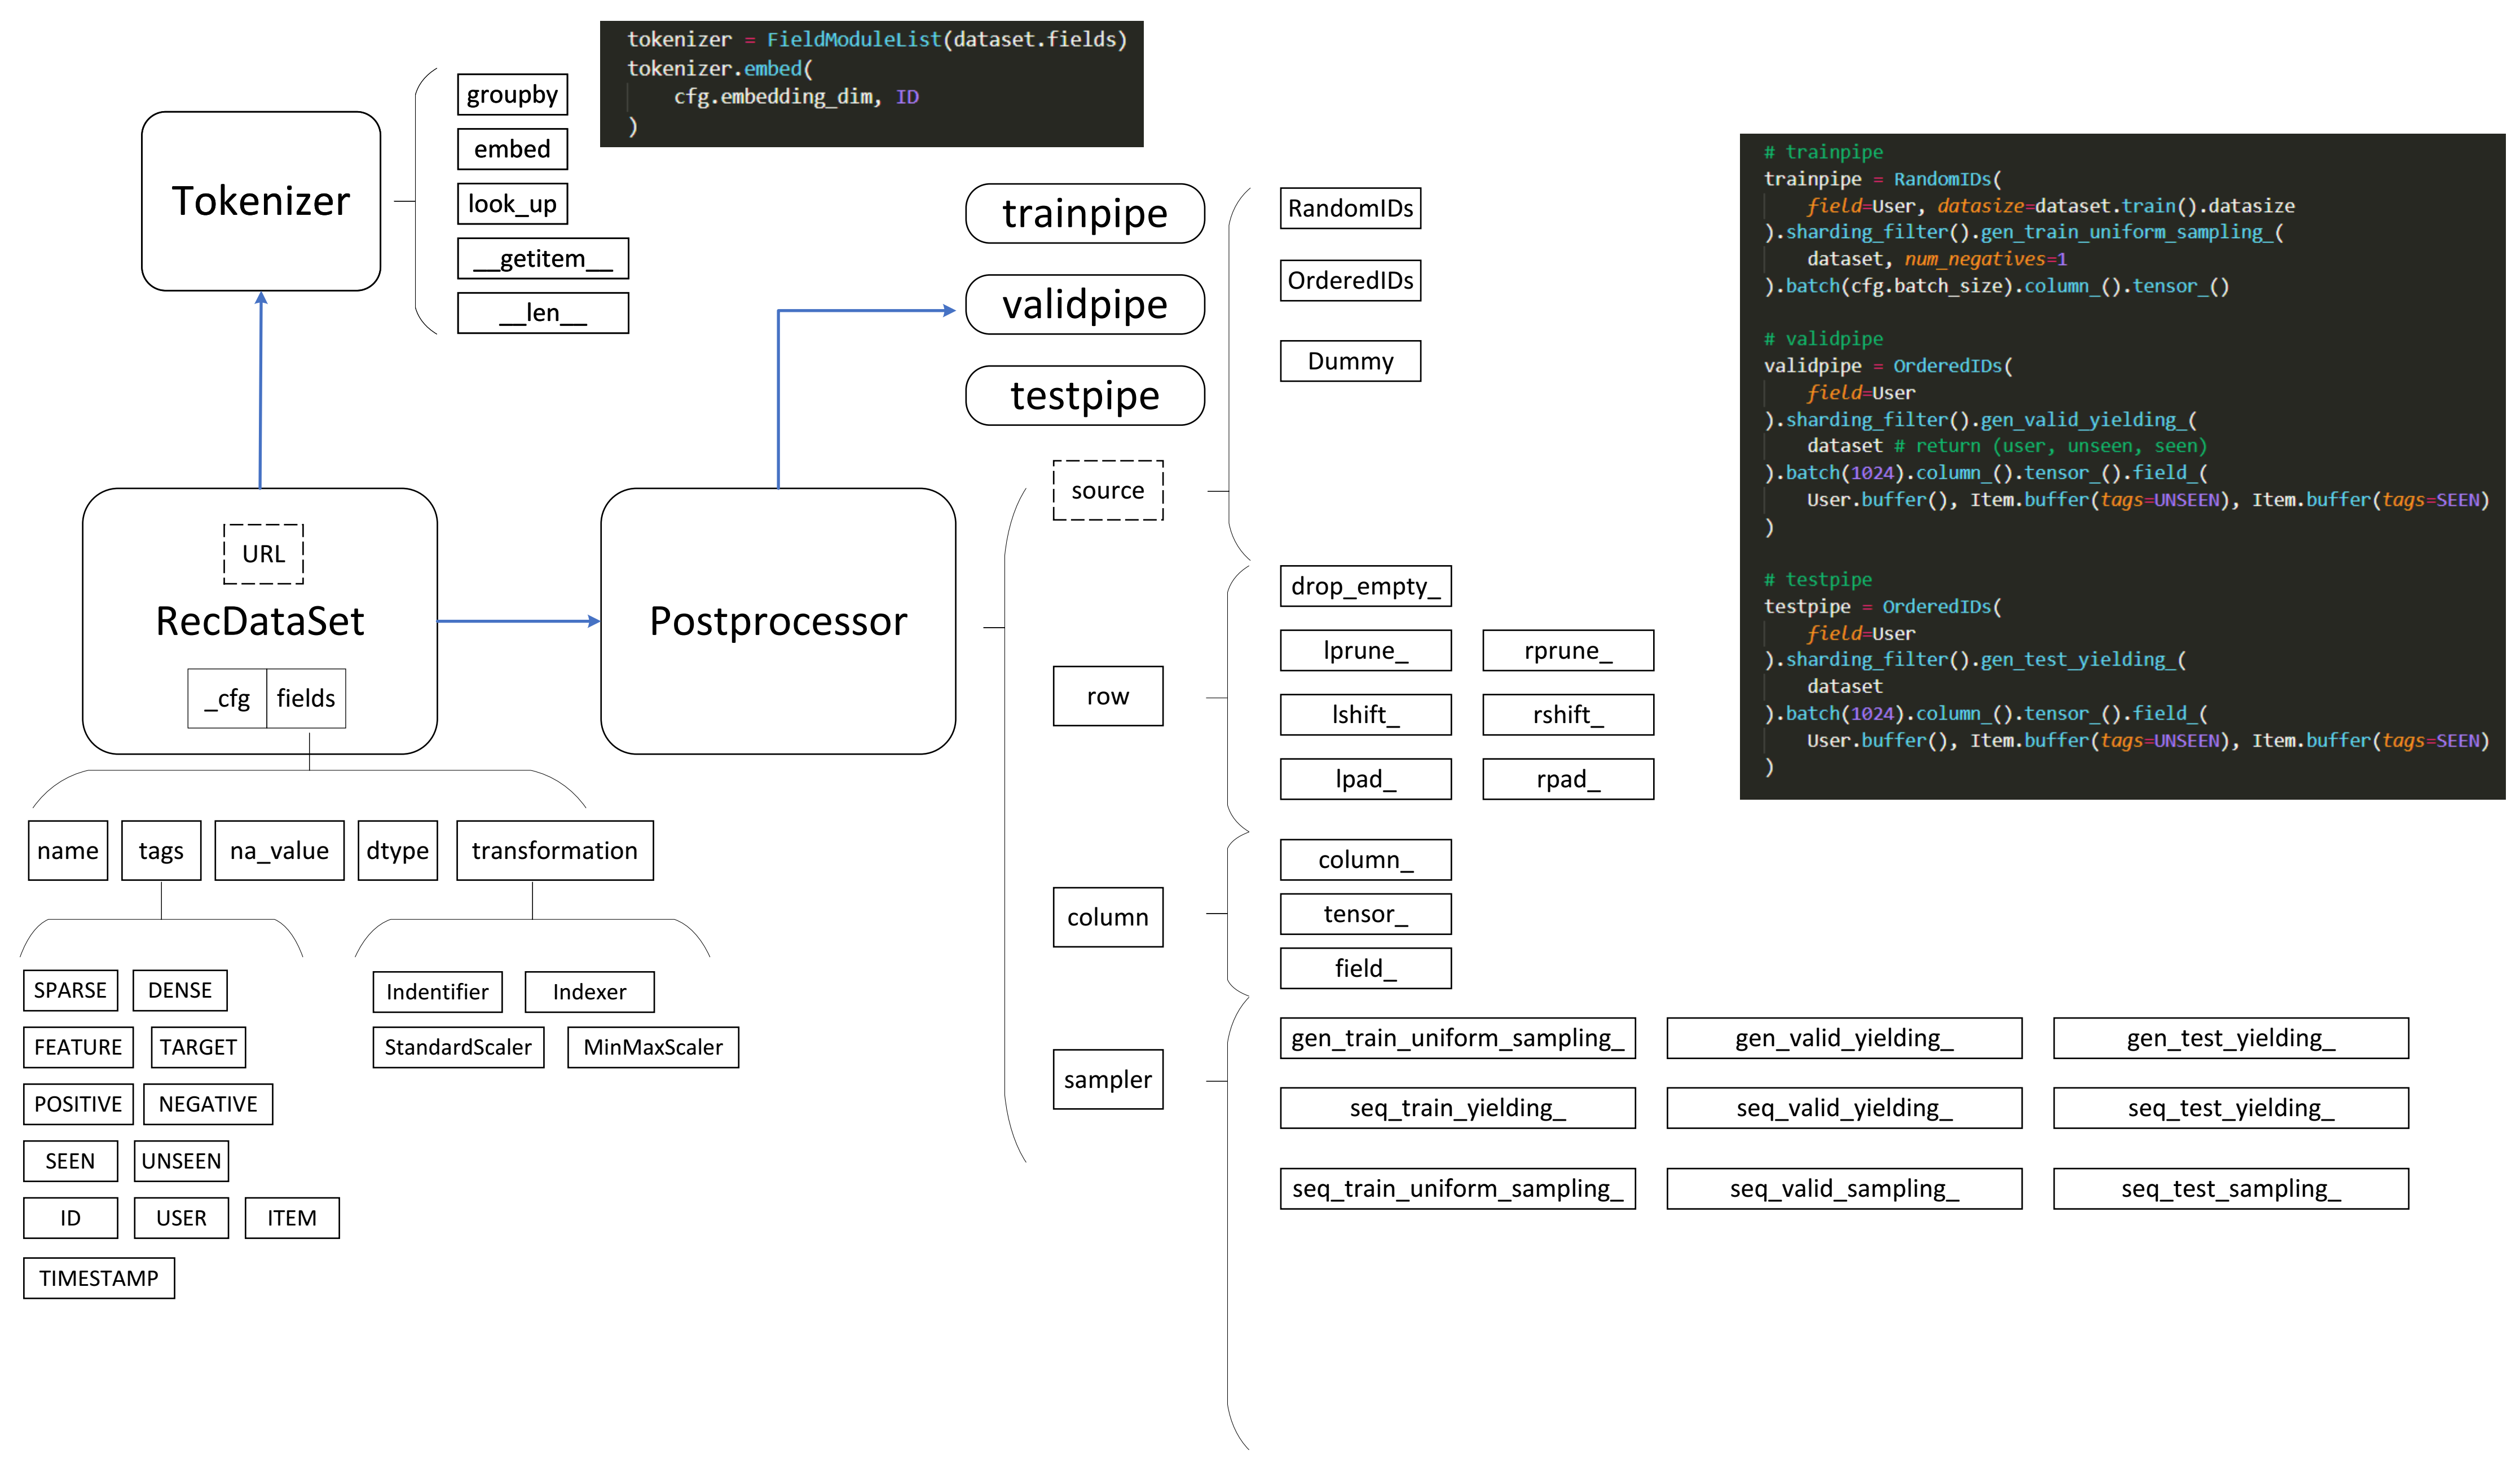 tokenizer = FieldModuleList(dataset.fields)
tokenizer.embed(
    cfg.embedding_dim, ID
)
Tokenizer
groupby
embed
look_up
__getitem__
__len__
trainpipe
validpipe
testpipe
RandomIDs
OrderedIDs
Dummy
# trainpipe
trainpipe = RandomIDs(
    field=User, datasize=dataset.train().datasize
).sharding_filter().gen_train_uniform_sampling_(
    dataset, num_negatives=1
).batch(cfg.batch_size).column_().tensor_()
# validpipe
validpipe = OrderedIDs(
    field=User
).sharding_filter().gen_valid_yielding_(
    dataset # return (user, unseen, seen)
).batch(1024).column_().tensor_().field_(
    User.buffer(), Item.buffer(tags=UNSEEN), Item.buffer(tags=SEEN)
)
# testpipe
testpipe = OrderedIDs(
    field=User
).sharding_filter().gen_test_yielding_(
    dataset
).batch(1024).column_().tensor_().field_(
    User.buffer(), Item.buffer(tags=UNSEEN), Item.buffer(tags=SEEN)
)
URL
RecDataSet
_cfg fields
Postprocessor
source
row
column
sampler
drop_empty_
lprune_ rprune_
lshift_ rshift_
lpad_ rpad_
column_
tensor_
field_
gen_train_uniform_sampling_ gen_valid_yielding_ gen_test_yielding_
seq_train_yielding_ seq_valid_yielding_ seq_test_yielding_
seq_train_uniform_sampling_ seq_valid_sampling_ seq_test_sampling_
name tags na_value dtype transformation
SPARSE DENSE
FEATURE TARGET
POSITIVE NEGATIVE
SEEN UNSEEN
ID USER ITEM
TIMESTAMP
Indentifier Indexer
StandardScaler MinMaxScaler